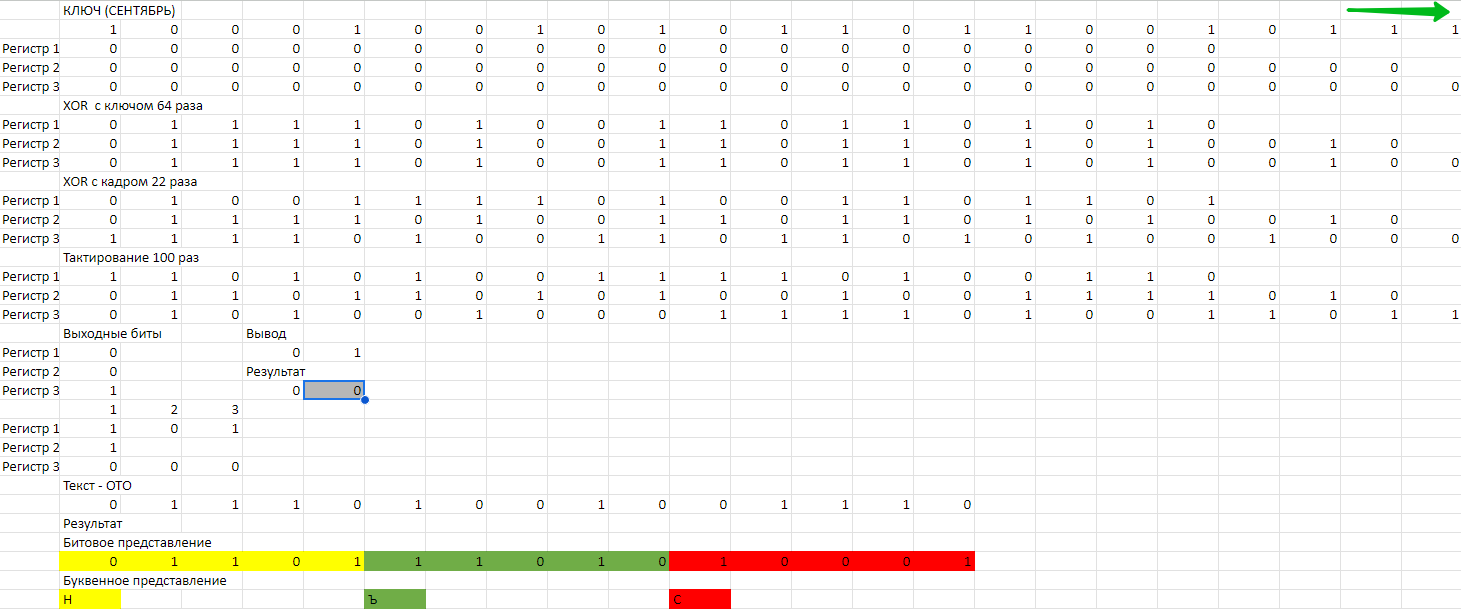 КЛЮЧ (СЕНТЯБРЬ)
1 0 0 0 1 0 0 1 0 1 0 1 1 0 1 1 0 0 1 0 1 1 1
Регистр 1 0 0 0 0 0 0 0 0 0 0 0 0 0 0 0 0 0 0 0
Регистр 2 0 0 0 0 0 0 0 0 0 0 0 0 0 0 0 0 0 0 0 0 0 0
Регистр 3 0 0 0 0 0 0 0 0 0 0 0 0 0 0 0 0 0 0 0 0 0 0 0
XOR с ключом 64 раза
Регистр 1 0 1 1 1 1 0 1 0 0 1 1 0 1 1 0 1 0 1 0
Регистр 2 0 1 1 1 1 0 1 0 0 1 1 0 1 1 0 1 0 1 0 0 1 0
Регистр 3 0 1 1 1 1 0 1 0 0 1 1 0 1 1 0 1 0 1 0 0 1 0 0
XOR с кадром 22 раза
Регистр 1 0 1 0 0 1 1 1 1 0 1 0 0 1 1 0 1 1 0 1
Регистр 2 0 1 1 1 1 0 1 0 0 1 1 0 1 1 0 1 0 1 0 0 1 0
Регистр 3 1 1 1 1 0 1 0 0 1 1 0 1 1 0 1 0 1 0 0 1 0 0 0
Тактирование 100 раз
Регистр 1 1 1 0 1 0 1 0 0 1 1 1 1 0 1 0 0 1 1 0
Регистр 2 0 1 1 0 1 1 0 1 0 1 0 0 1 0 0 1 1 1 1 0 1 0
Регистр 3 0 1 0 1 0 0 1 0 0 0 1 1 1 1 0 1 0 0 1 1 0 1 1
Выходные биты Вывод
Регистр 1 0 0 1
Регистр 2 0 Результат
Регистр 3 1 0 0
1 2 3
Регистр 1 1 0 1
Регистр 2 1
Регистр 3 0 0 0
Текст - ОТО
0 1 1 1 0 1 0 0 1 0 0 1 1 1 0
Результат
Битовое представление
0 1 1 0 1 1 1 0 1 0 1 0 0 0 1
Буквенное представление
Н Ъ С